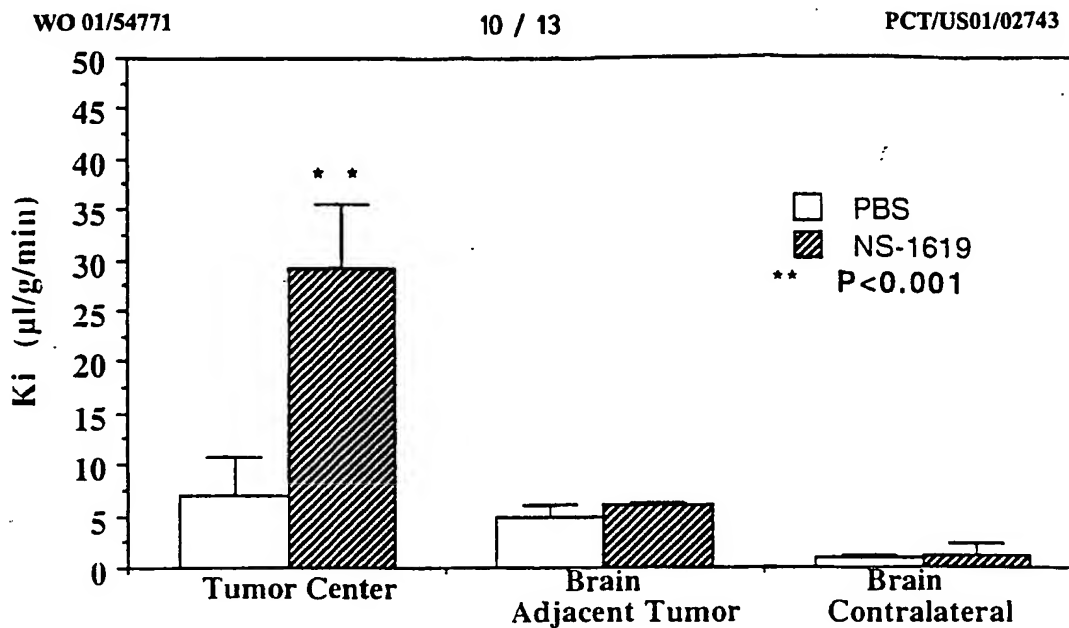 WO 01/54771 10 / 13 PCT/US01/02743
50
45
40
35
30
25
20
15
10
5
0
Ki (µl/g/min)
* *
PBS
NS-1619
** P<0.001
Tumor Center
Brain
Adjacent Tumor
Brain
Contralateral